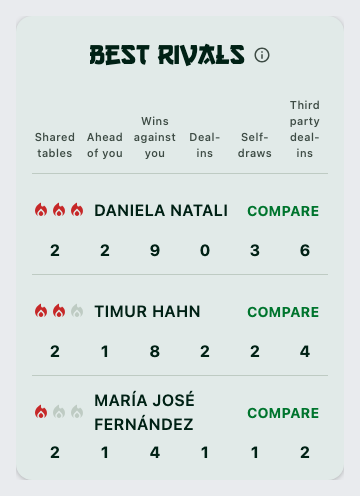 BEST RIVALS
Shared tables Ahead of you Wins against you Deal-ins Self-draws Third party deal-ins
DANIELA NATALI COMPARE
2 2 9 0 3 6
TIMUR HAHN COMPARE
2 1 8 2 2 4
MARÍA JOSÉ
FERNÁNDEZ COMPARE
2 1 4 1 1 2